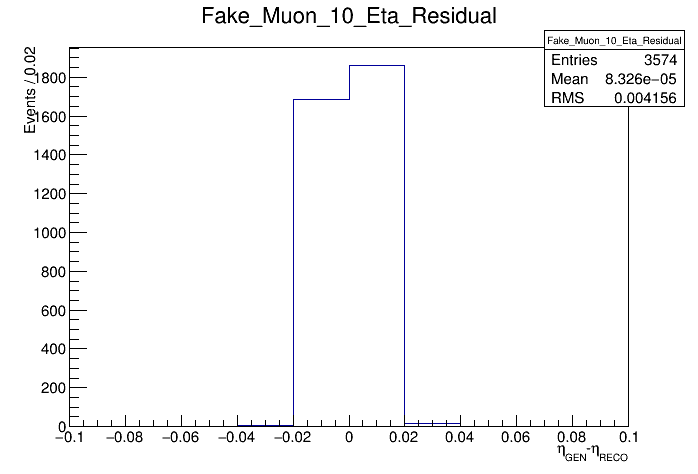 Fake_Muon_10_Eta_Residual
Fake_Muon_10_Eta_Residual
Entries 3574
Mean 8.326e−05
RMS 0.004156
Events / 0.02
1800
1600
1400
1200
1000
800
600
400
200
0
−0.1 −0.08 −0.06 −0.04 −0.02 0 0.02 0.04 0.06 0.08 0.1
ηGEN-ηRECO